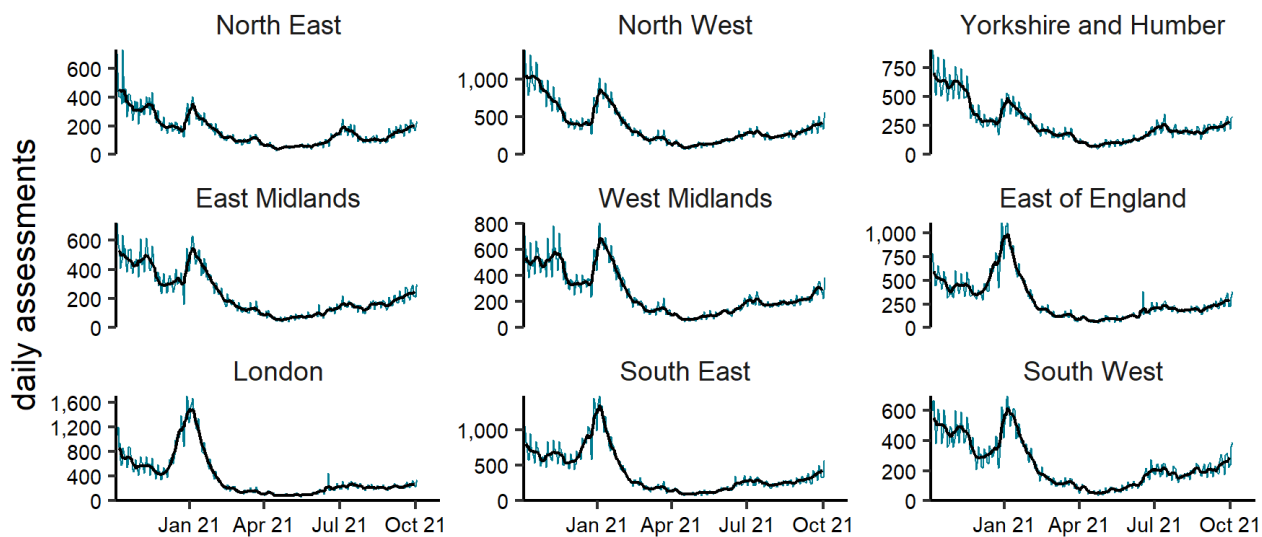 North East
North West
Yorkshire and Humber
600
400
200
0
1,000
500
0
750
500
250
0
East Midlands
West Midlands
East of England
600
400
200
0
800
600
400
200
0
1,000
750
500
250
0
daily assessments
London
South East
South West
1,600
1,200
800
400
0
1,000
500
0
600
400
200
0
Jan 21 Apr 21 Jul 21 Oct 21
Jan 21 Apr 21 Jul 21 Oct 21
Jan 21 Apr 21 Jul 21 Oct 21